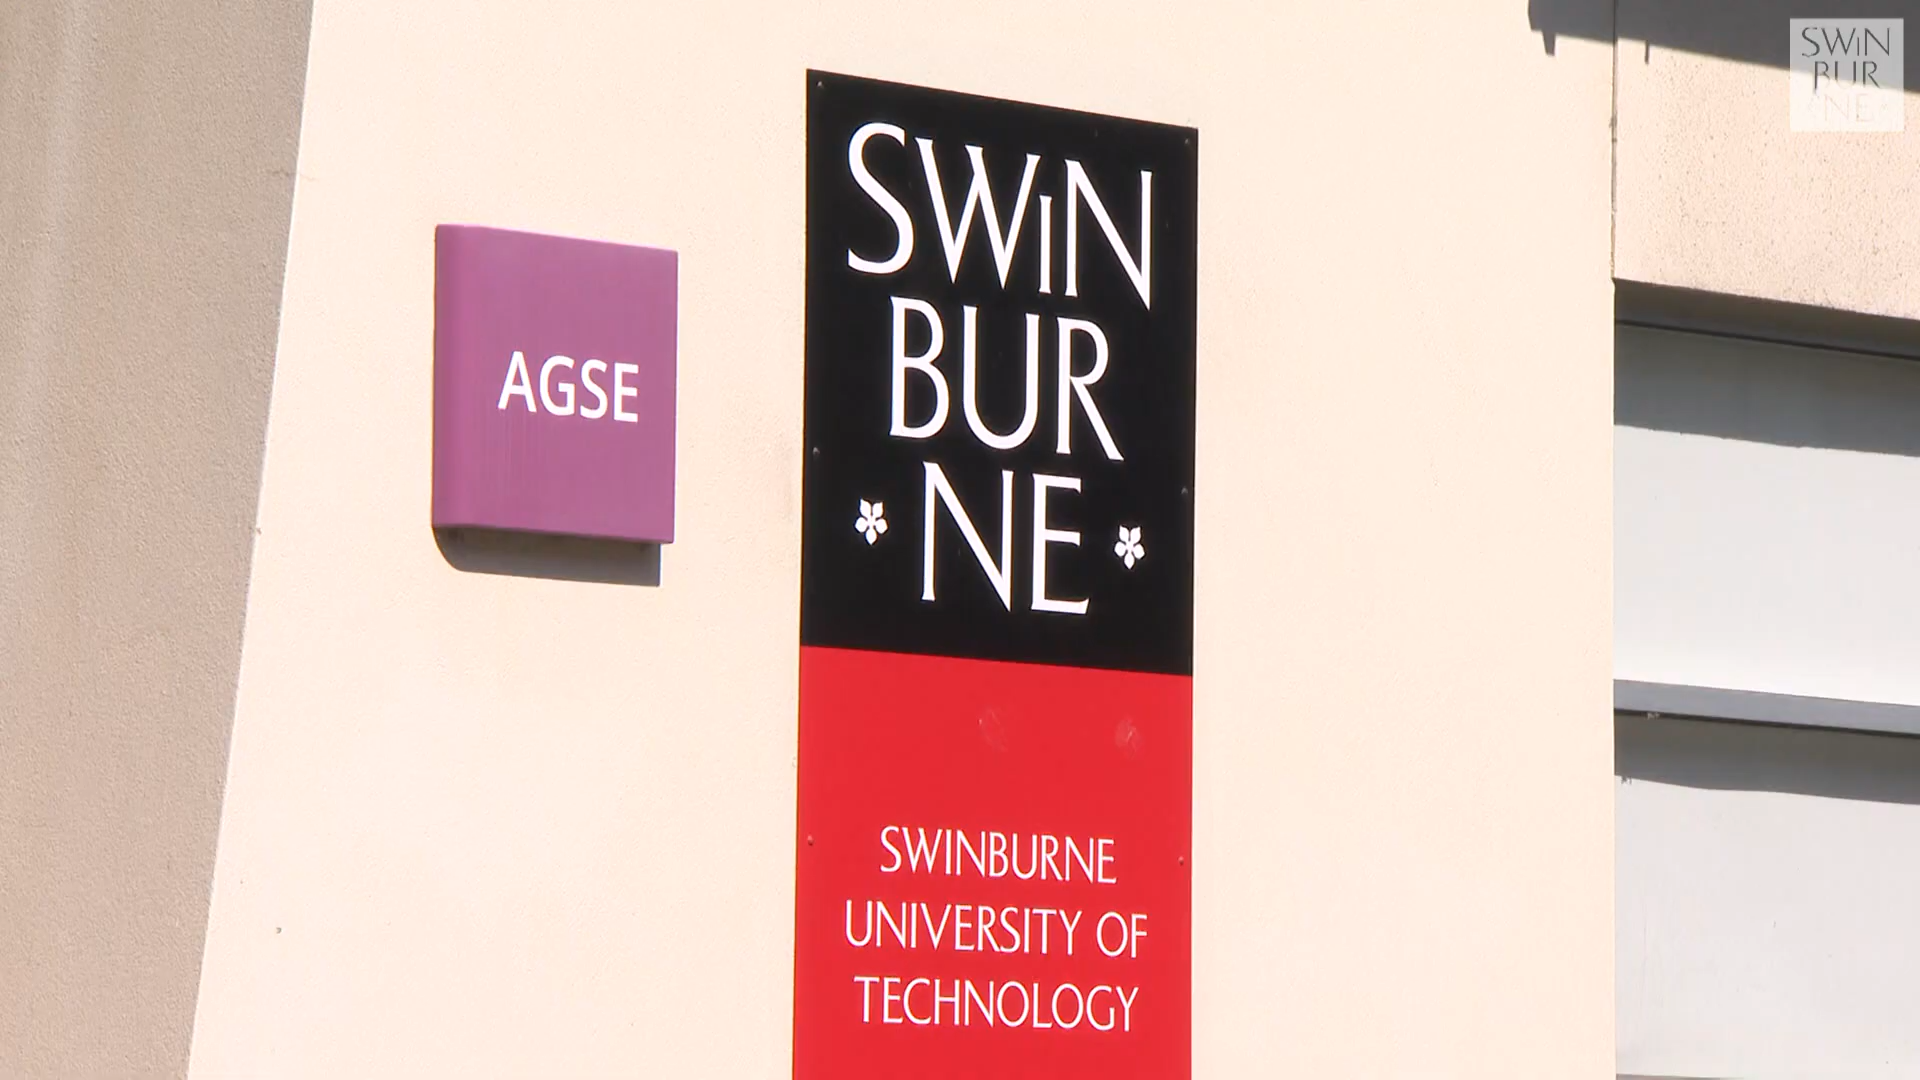 AGSE
SWiN
BUR
NE
SWINBURNE
UNIVERSITY OF
TECHNOLOGY
SWiN
BUR
NE